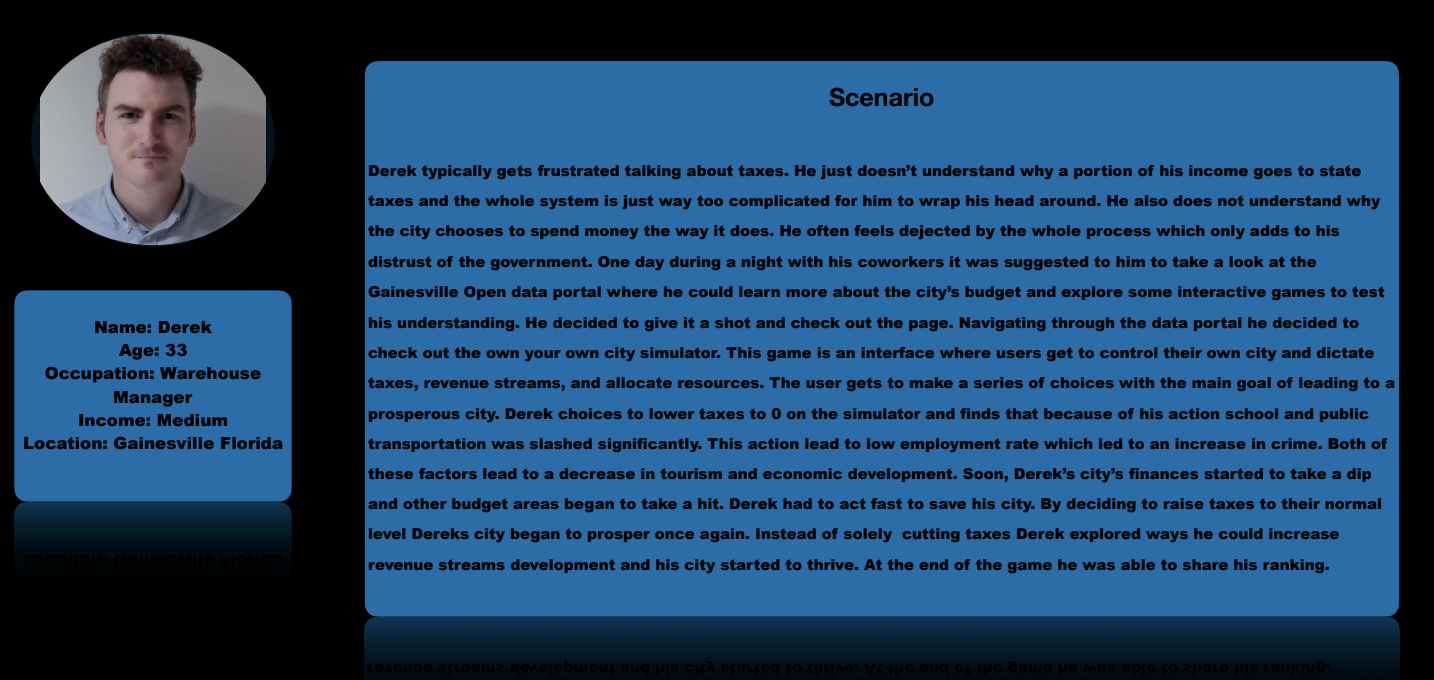 Scenario
Derek typically gets frustrated talking about taxes. He just doesn’t understand why a portion of his income goes to state
taxes and the whole system is just way too complicated for him to wrap his head around. He also does not understand why
the city chooses to spend money the way it does. He often feels dejected by the whole process which only adds to his
distrust of the government. One day during a night with his coworkers it was suggested to him to take a look at the
Gainesville Open data portal where he could learn more about the city’s budget and explore some interactive games to test
his understanding. He decided to give it a shot and check out the page. Navigating through the data portal he decided to
check out the own your own city simulator. This game is an interface where users get to control their own city and dictate
taxes, revenue streams, and allocate resources. The user gets to make a series of choices with the main goal of leading to a
prosperous city. Derek choices to lower taxes to 0 on the simulator and finds that because of his action school and public
transportation was slashed significantly. This action lead to low employment rate which led to an increase in crime. Both of
these factors lead to a decrease in tourism and economic development. Soon, Derek’s city’s finances started to take a dip
and other budget areas began to take a hit. Derek had to act fast to save his city. By deciding to raise taxes to their normal
level Dereks city began to prosper once again. Instead of solely  cutting taxes Derek explored ways he could increase
revenue streams development and his city started to thrive. At the end of the game he was able to share his ranking.
Name: Derek
Age: 33
Occupation: Warehouse
Manager
Income: Medium
Location: Gainesville Florida